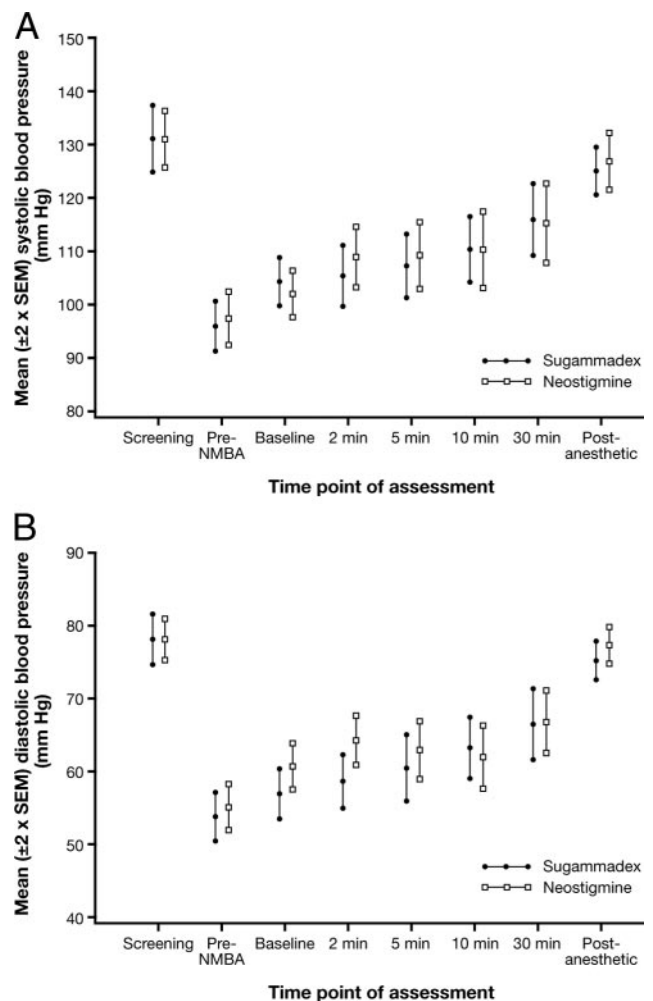 A
Mean (±2 x SEM) systolic blood pressure
(mm Hg)
150
140
130
120
110
100
90
80
Sugammadex
Neostigmine
Screening Pre-NMBA Baseline 2 min 5 min 10 min 30 min Post-anesthetic
Time point of assessment
B
Mean (±2 x SEM) diastolic blood pressure
(mm Hg)
90
80
70
60
50
40
Sugammadex
Neostigmine
Screening Pre-NMBA Baseline 2 min 5 min 10 min 30 min Post-anesthetic
Time point of assessment